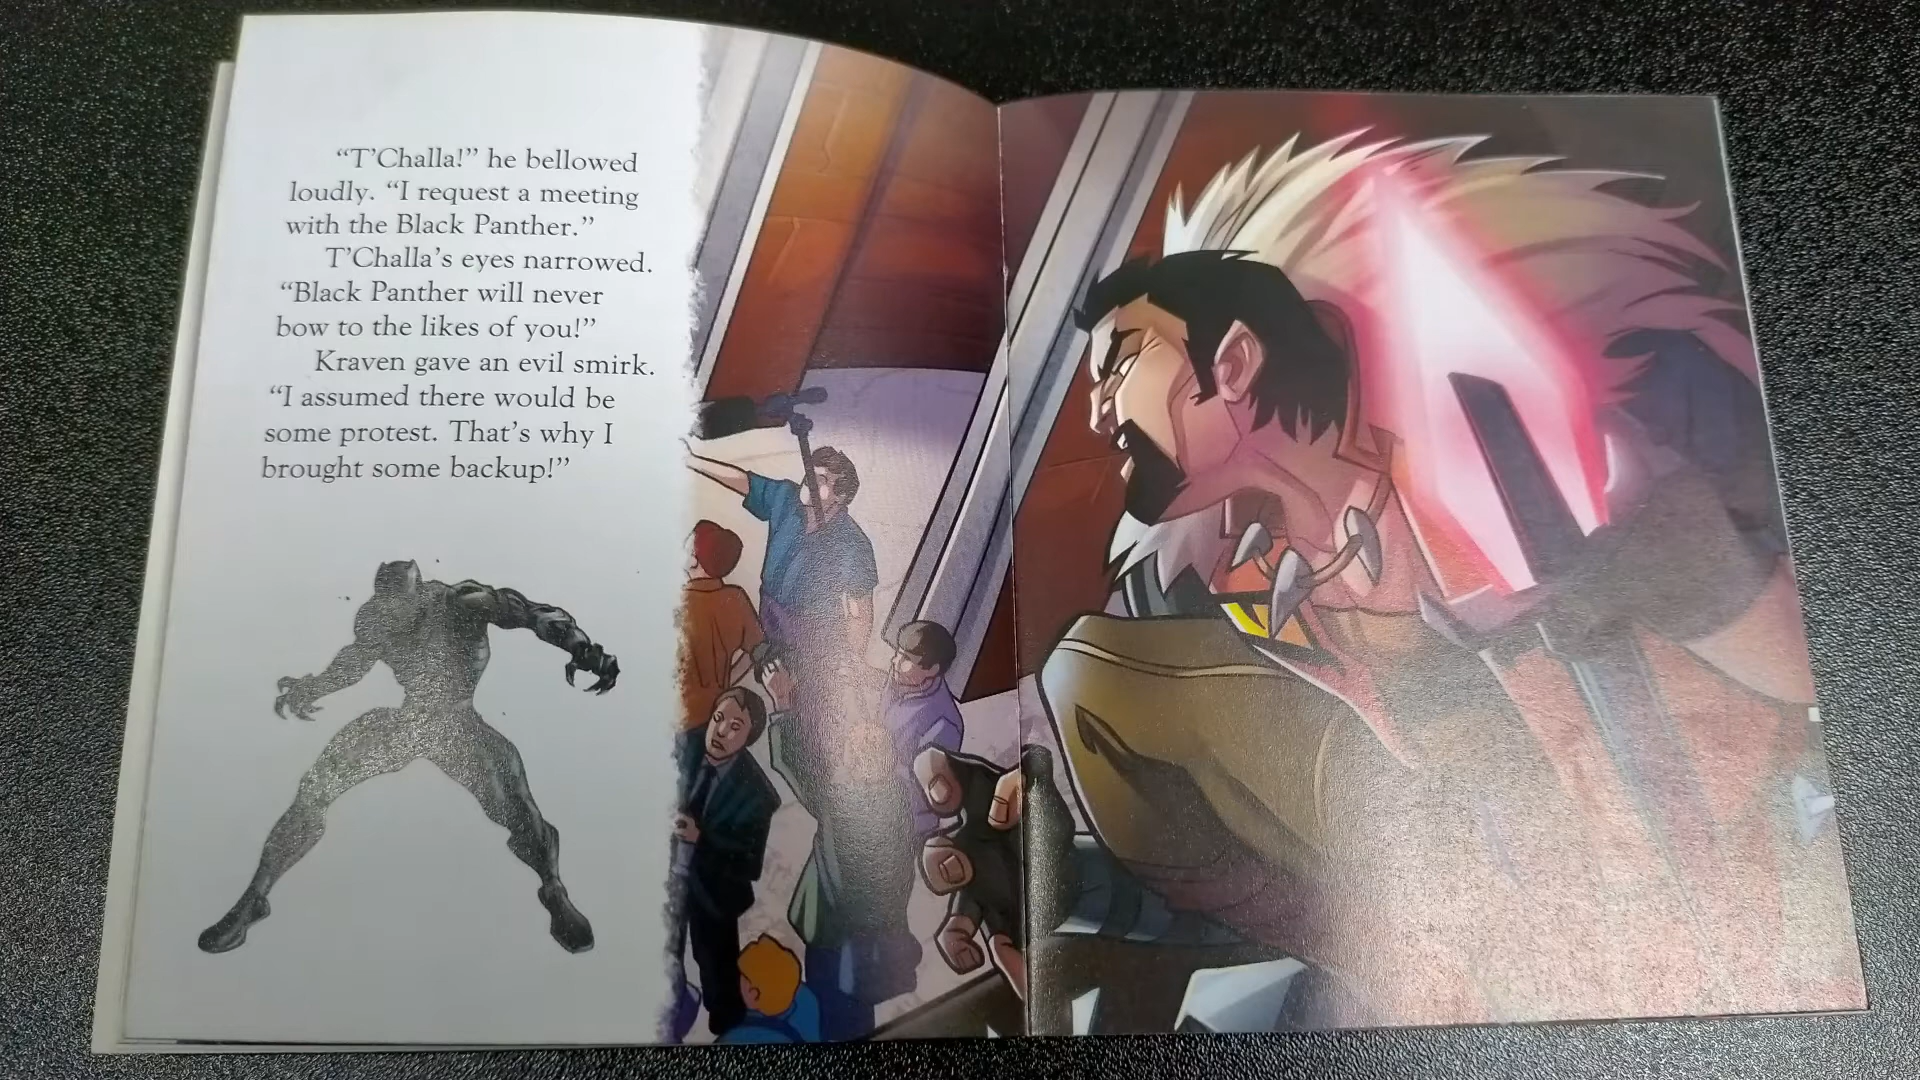 “T’Challa!” he bellowed
loudly. “I request a meeting
with the Black Panther.”
T’Challa’s eyes narrowed.
“Black Panther will never
bow to the likes of you!”
Kraven gave an evil smirk.
“I assumed there would be
some protest. That’s why I
brought some backup!”